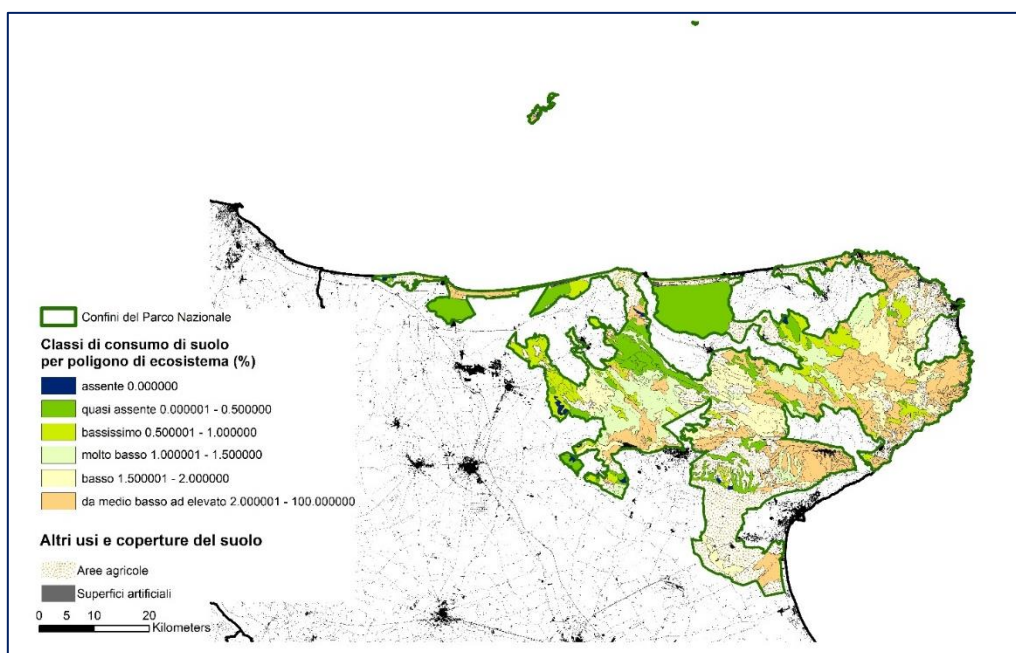 Confini del Parco Nazionale
Classi di consumo di suolo
per poligono di ecosistema (%)
assente 0.000000
quasi assente 0.000001 - 0.500000
bassissimo 0.500001 - 1.000000
molto basso 1.000001 - 1.500000
basso 1.500001 - 2.000000
da medio basso ad elevato 2.000001 - 100.000000
Altri usi e coperture del suolo
Aree agricole
Superfici artificiali
0 5 10 20
Kilometers